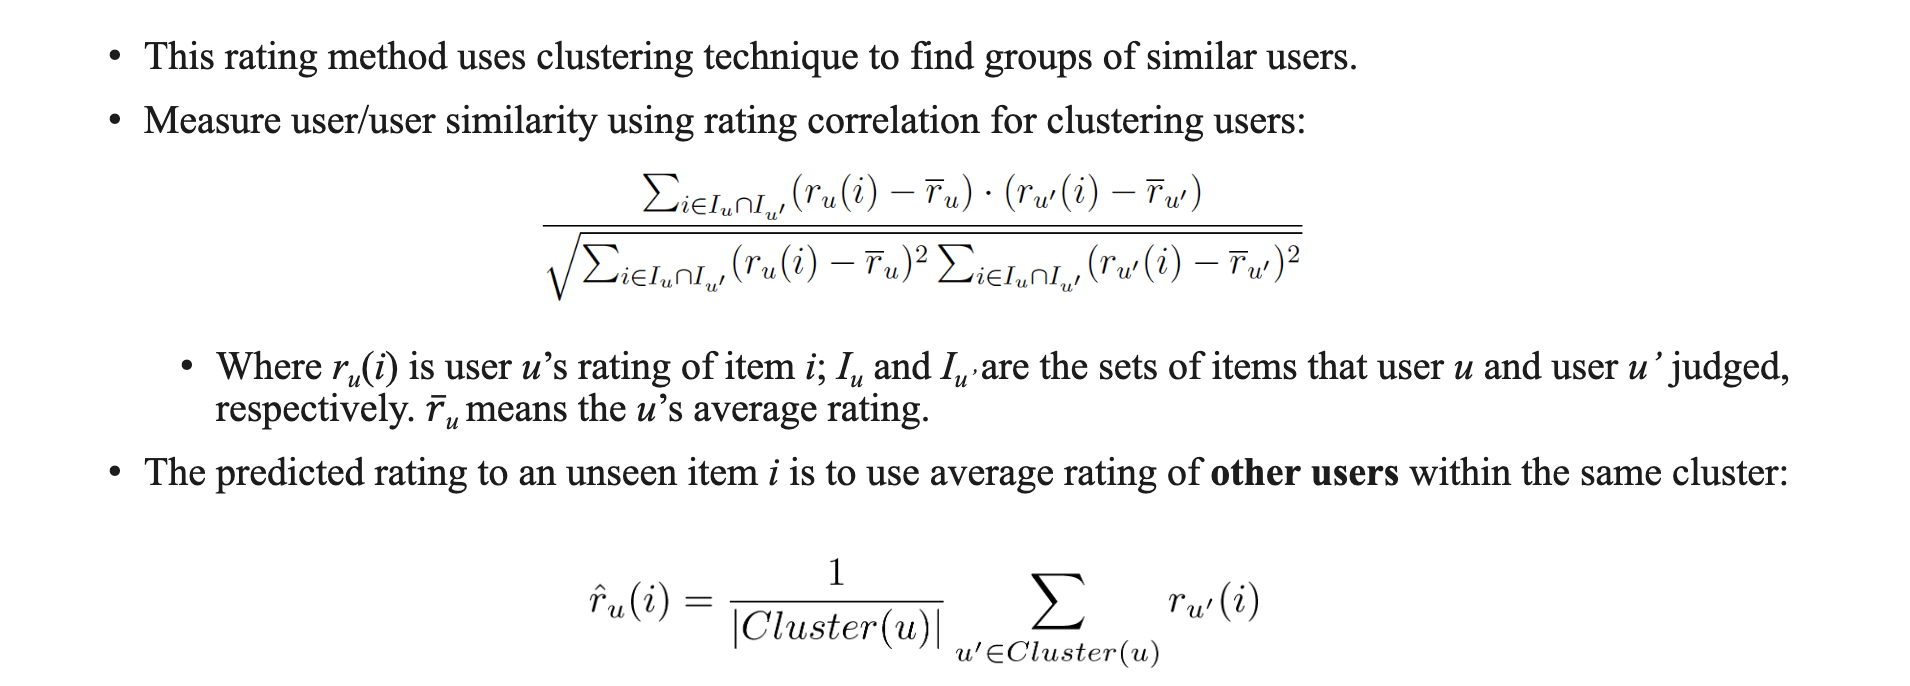 • This rating method uses clustering technique to find groups of similar users.
• Measure user/user similarity using rating correlation for clustering users:
\frac{\sum_{i \in I_u \cap I_{u'}} (r_u(i) - \overline{r}_u) \cdot (r_{u'}(i) - \overline{r}_{u'})}{\sqrt{\sum_{i \in I_u \cap I_{u'}} (r_u(i) - \overline{r}_u)^2 \sum_{i \in I_u \cap I_{u'}} (r_{u'}(i) - \overline{r}_{u'})^2}}
• Where r_u(i) is user u’s rating of item i; I_u and I_{u’} are the sets of items that user u and user u’ judged,
respectively. \bar{r}_u means the u’s average rating.
• The predicted rating to an unseen item i is to use average rating of other users within the same cluster:
\hat{r}_u(i) = \frac{1}{|Cluster(u)|} \sum_{u' \in Cluster(u)} r_{u'}(i)